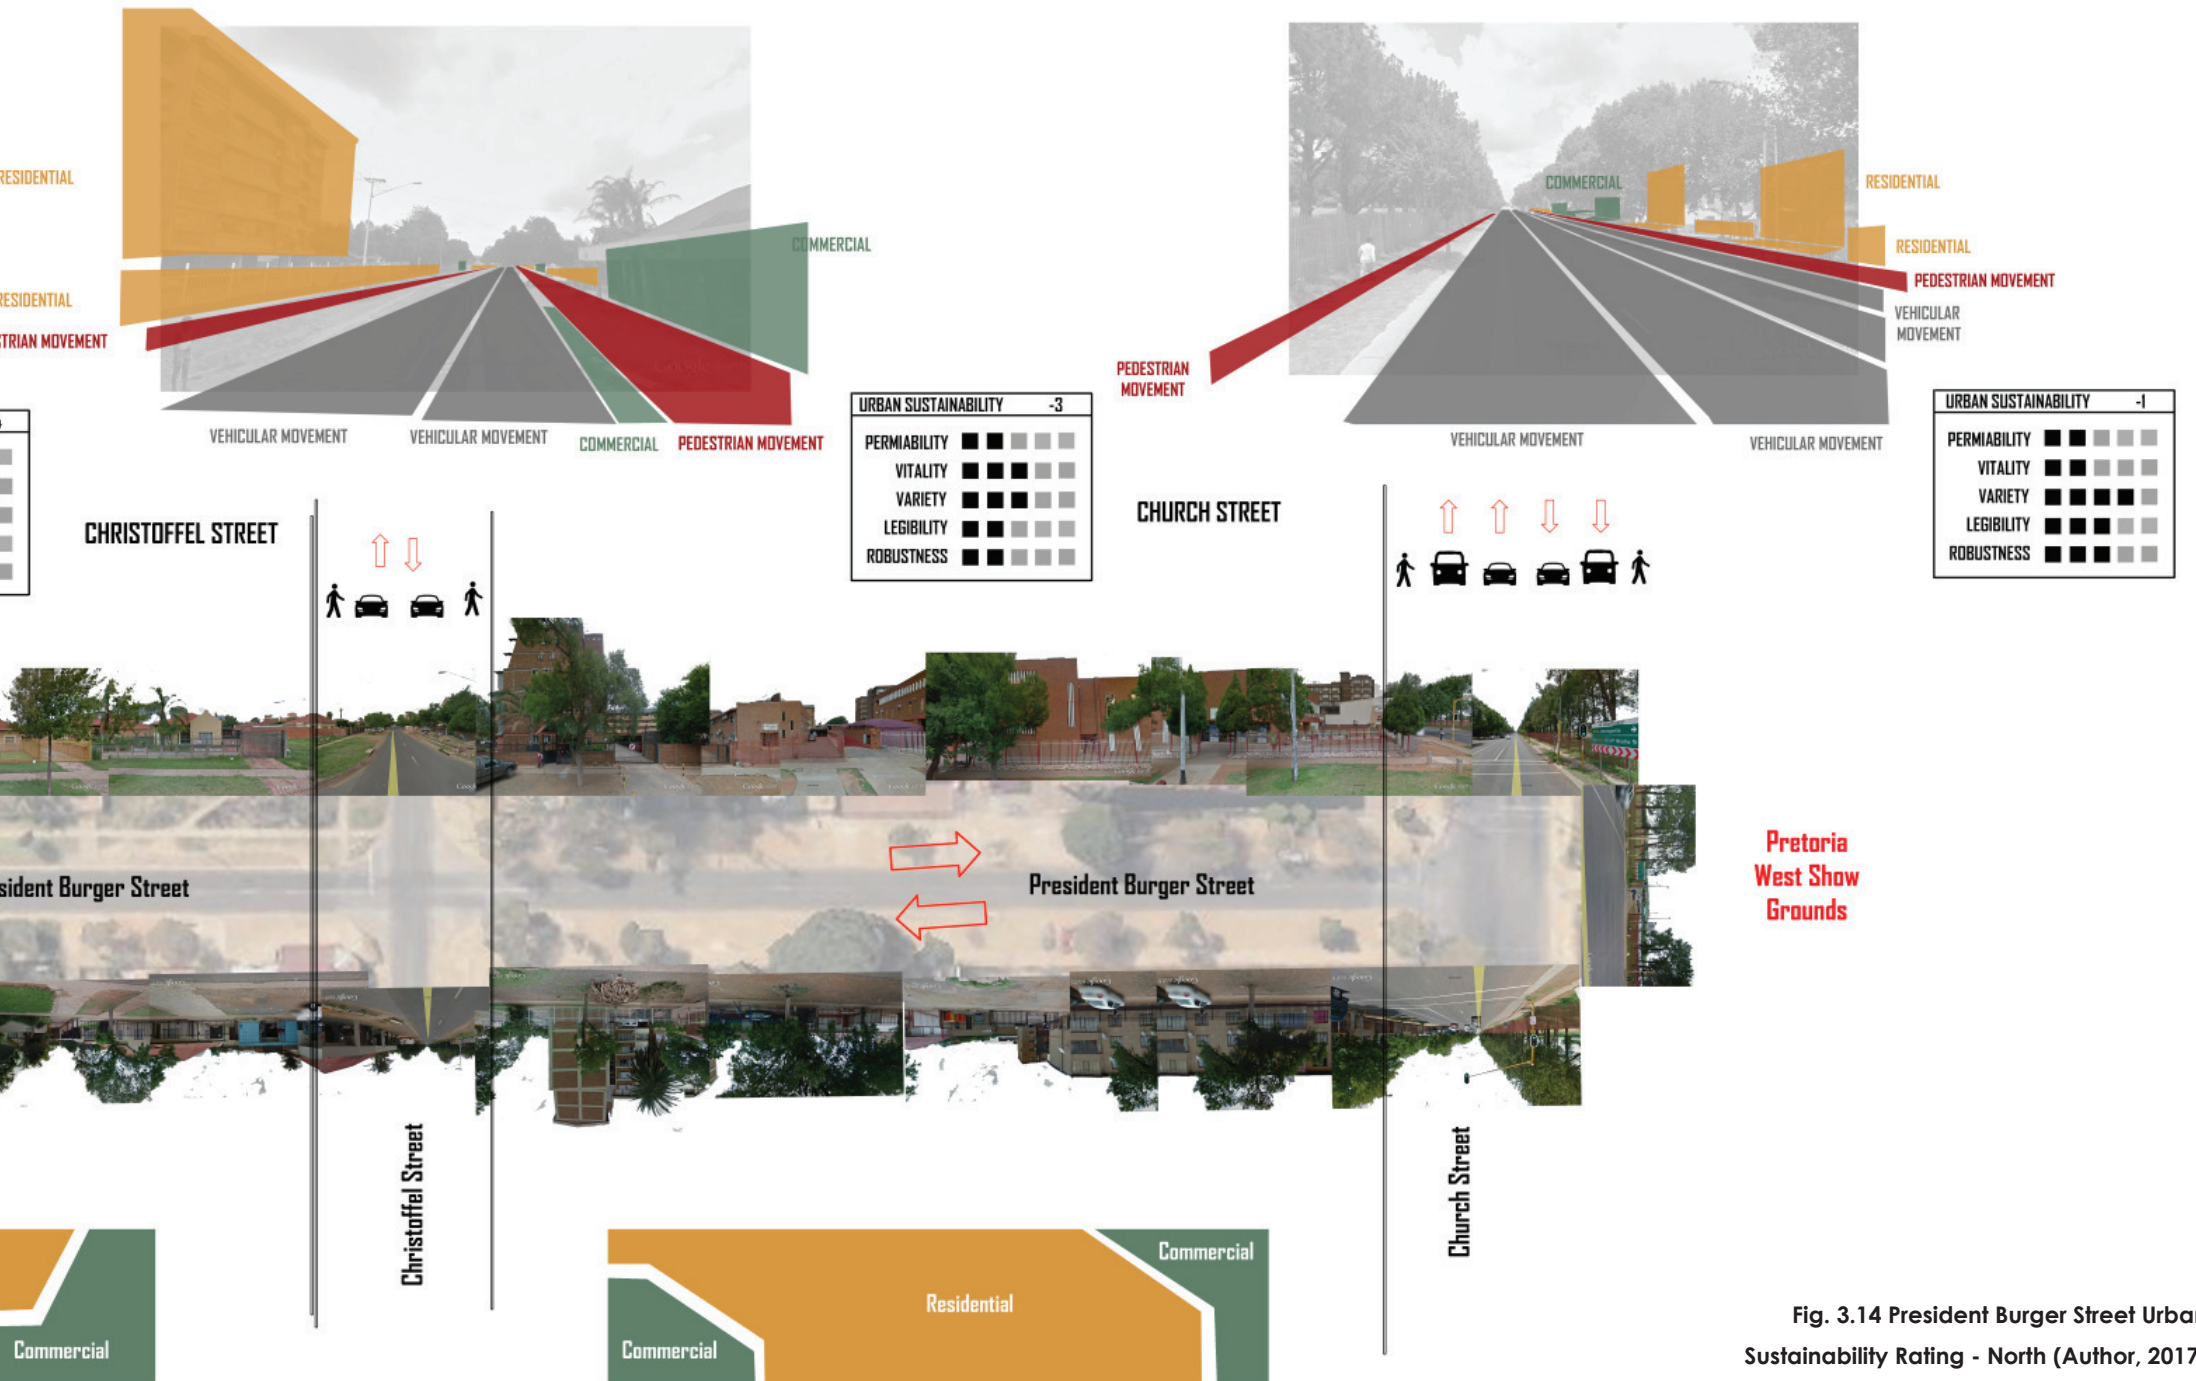 RESIDENTIAL
RESIDENTIAL
TRIAN MOVEMENT
COMMERCIAL
VEHICULAR MOVEMENT
VEHICULAR MOVEMENT
COMMERCIAL
PEDESTRIAN MOVEMENT
Google
COMMERCIAL
RESIDENTIAL
RESIDENTIAL
PEDESTRIAN MOVEMENT
VEHICULAR
MOVEMENT
PEDESTRIAN
MOVEMENT
VEHICULAR MOVEMENT
VEHICULAR MOVEMENT
URBAN SUSTAINABILITY -3
PERMIABILITY
VITALITY
VARIETY
LEGIBILITY
ROBUSTNESS
URBAN SUSTAINABILITY -1
PERMIABILITY
VITALITY
VARIETY
LEGIBILITY
ROBUSTNESS
CHRISTOFFEL STREET
CHURCH STREET
sident Burger Street
President Burger Street
Pretoria
West Show
Grounds
Christoffel Street
Church Street
Commercial
Commercial
Residential
Commercial
Fig. 3.14 President Burger Street Urban
Sustainability Rating - North (Author, 2017